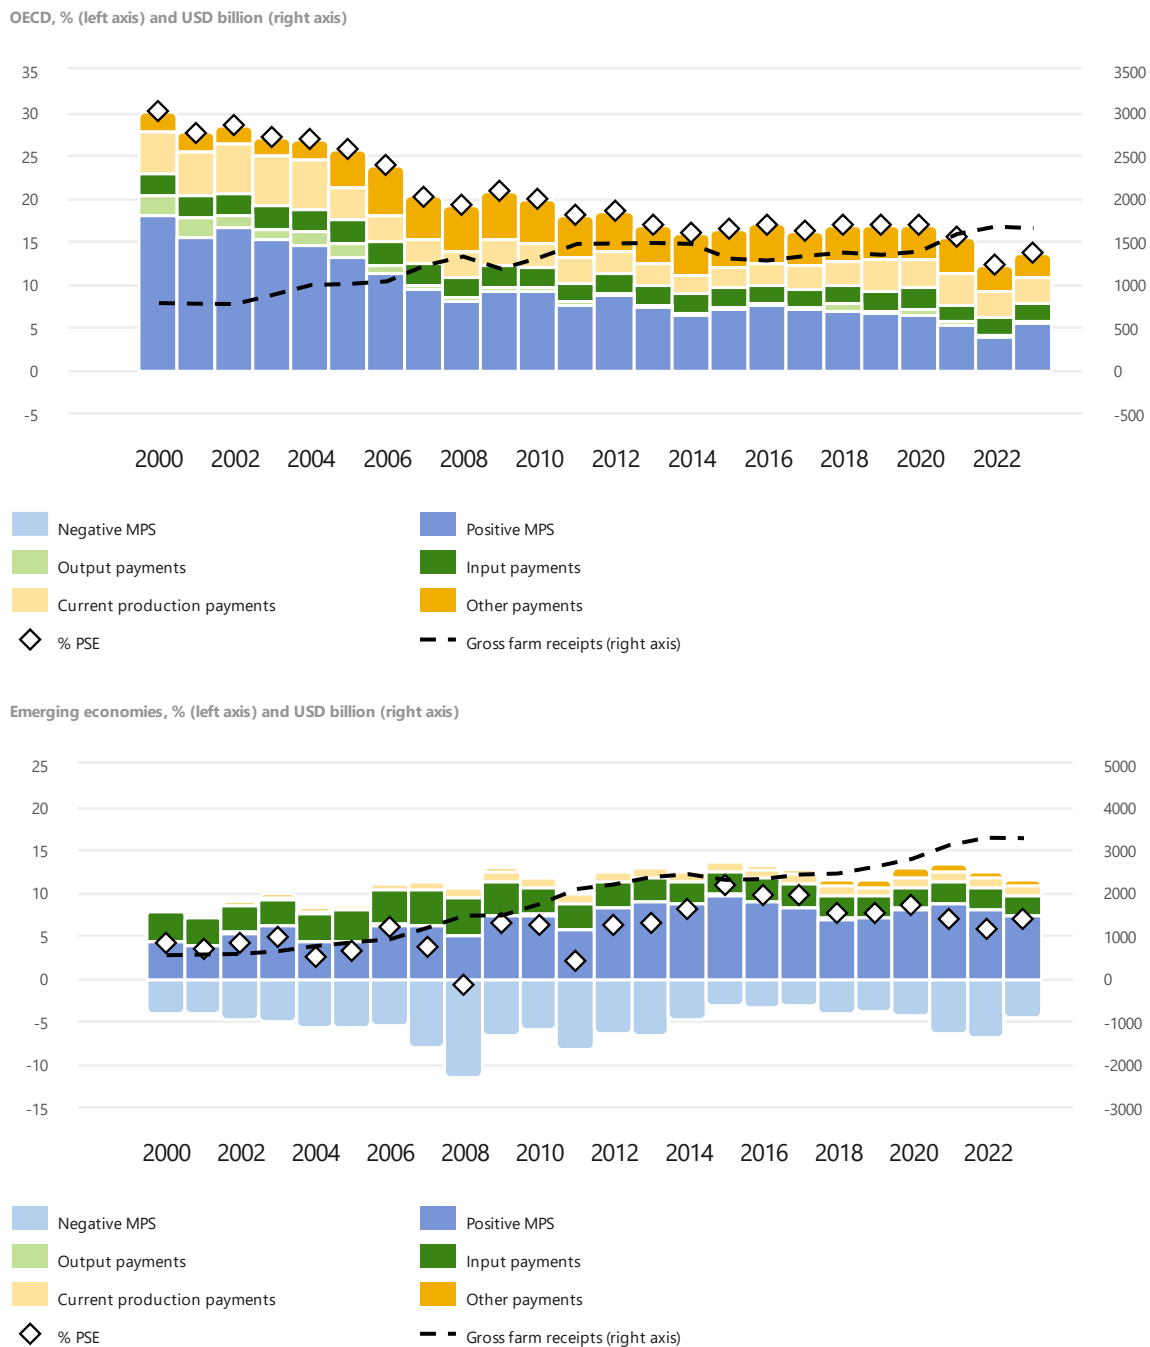 OECD, % (left axis) and USD billion (right axis)
35 3500
30 3000
25 2500
20 2000
15 1500
10 1000
5 500
0 0
-5 -500
2000 2002 2004 2006 2008 2010 2012 2014 2016 2018 2020 2022
Negative MPS Positive MPS
Output payments Input payments
Current production payments Other payments
% PSE Gross farm receipts (right axis)
Emerging economies, % (left axis) and USD billion (right axis)
25 5000
20 4000
15 3000
10 2000
5 1000
0 0
-5 -1000
-10 -2000
-15 -3000
2000 2002 2004 2006 2008 2010 2012 2014 2016 2018 2020 2022
Negative MPS Positive MPS
Output payments Input payments
Current production payments Other payments
% PSE Gross farm receipts (right axis)